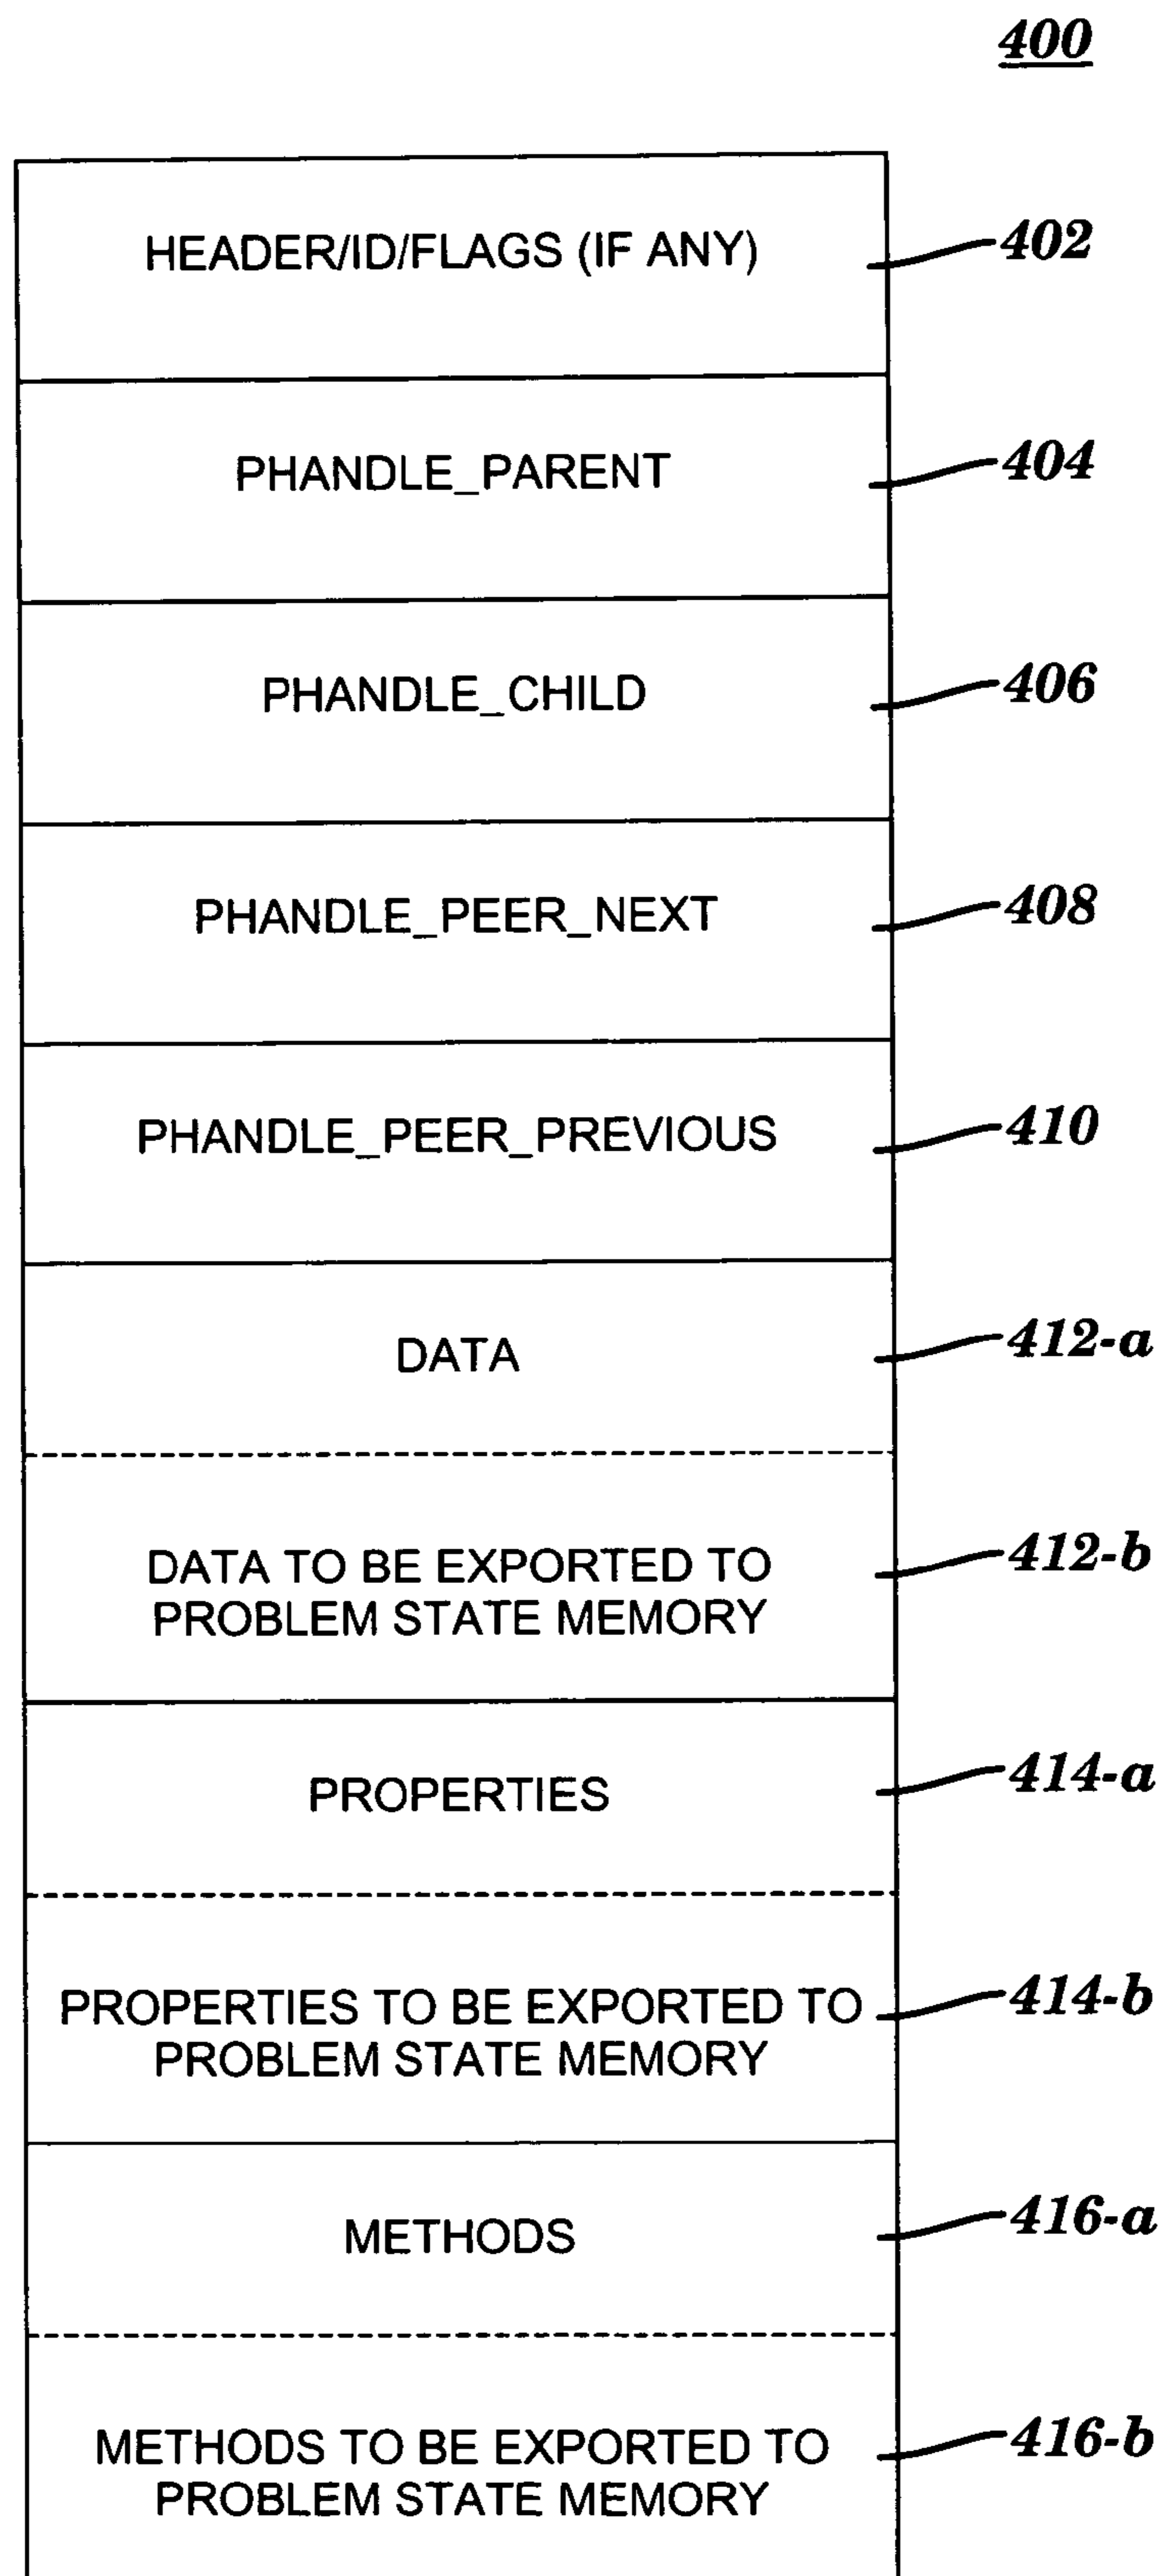 400
HEADER/ID/FLAGS (IF ANY)
402
PHANDLE_PARENT
404
PHANDLE_CHILD
406
PHANDLE_PEER_NEXT
408
PHANDLE_PEER_PREVIOUS
410
DATA
412-a
DATA TO BE EXPORTED TO
PROBLEM STATE MEMORY
412-b
PROPERTIES
414-a
PROPERTIES TO BE EXPORTED TO
PROBLEM STATE MEMORY
414-b
METHODS
416-a
METHODS TO BE EXPORTED TO
PROBLEM STATE MEMORY
416-b